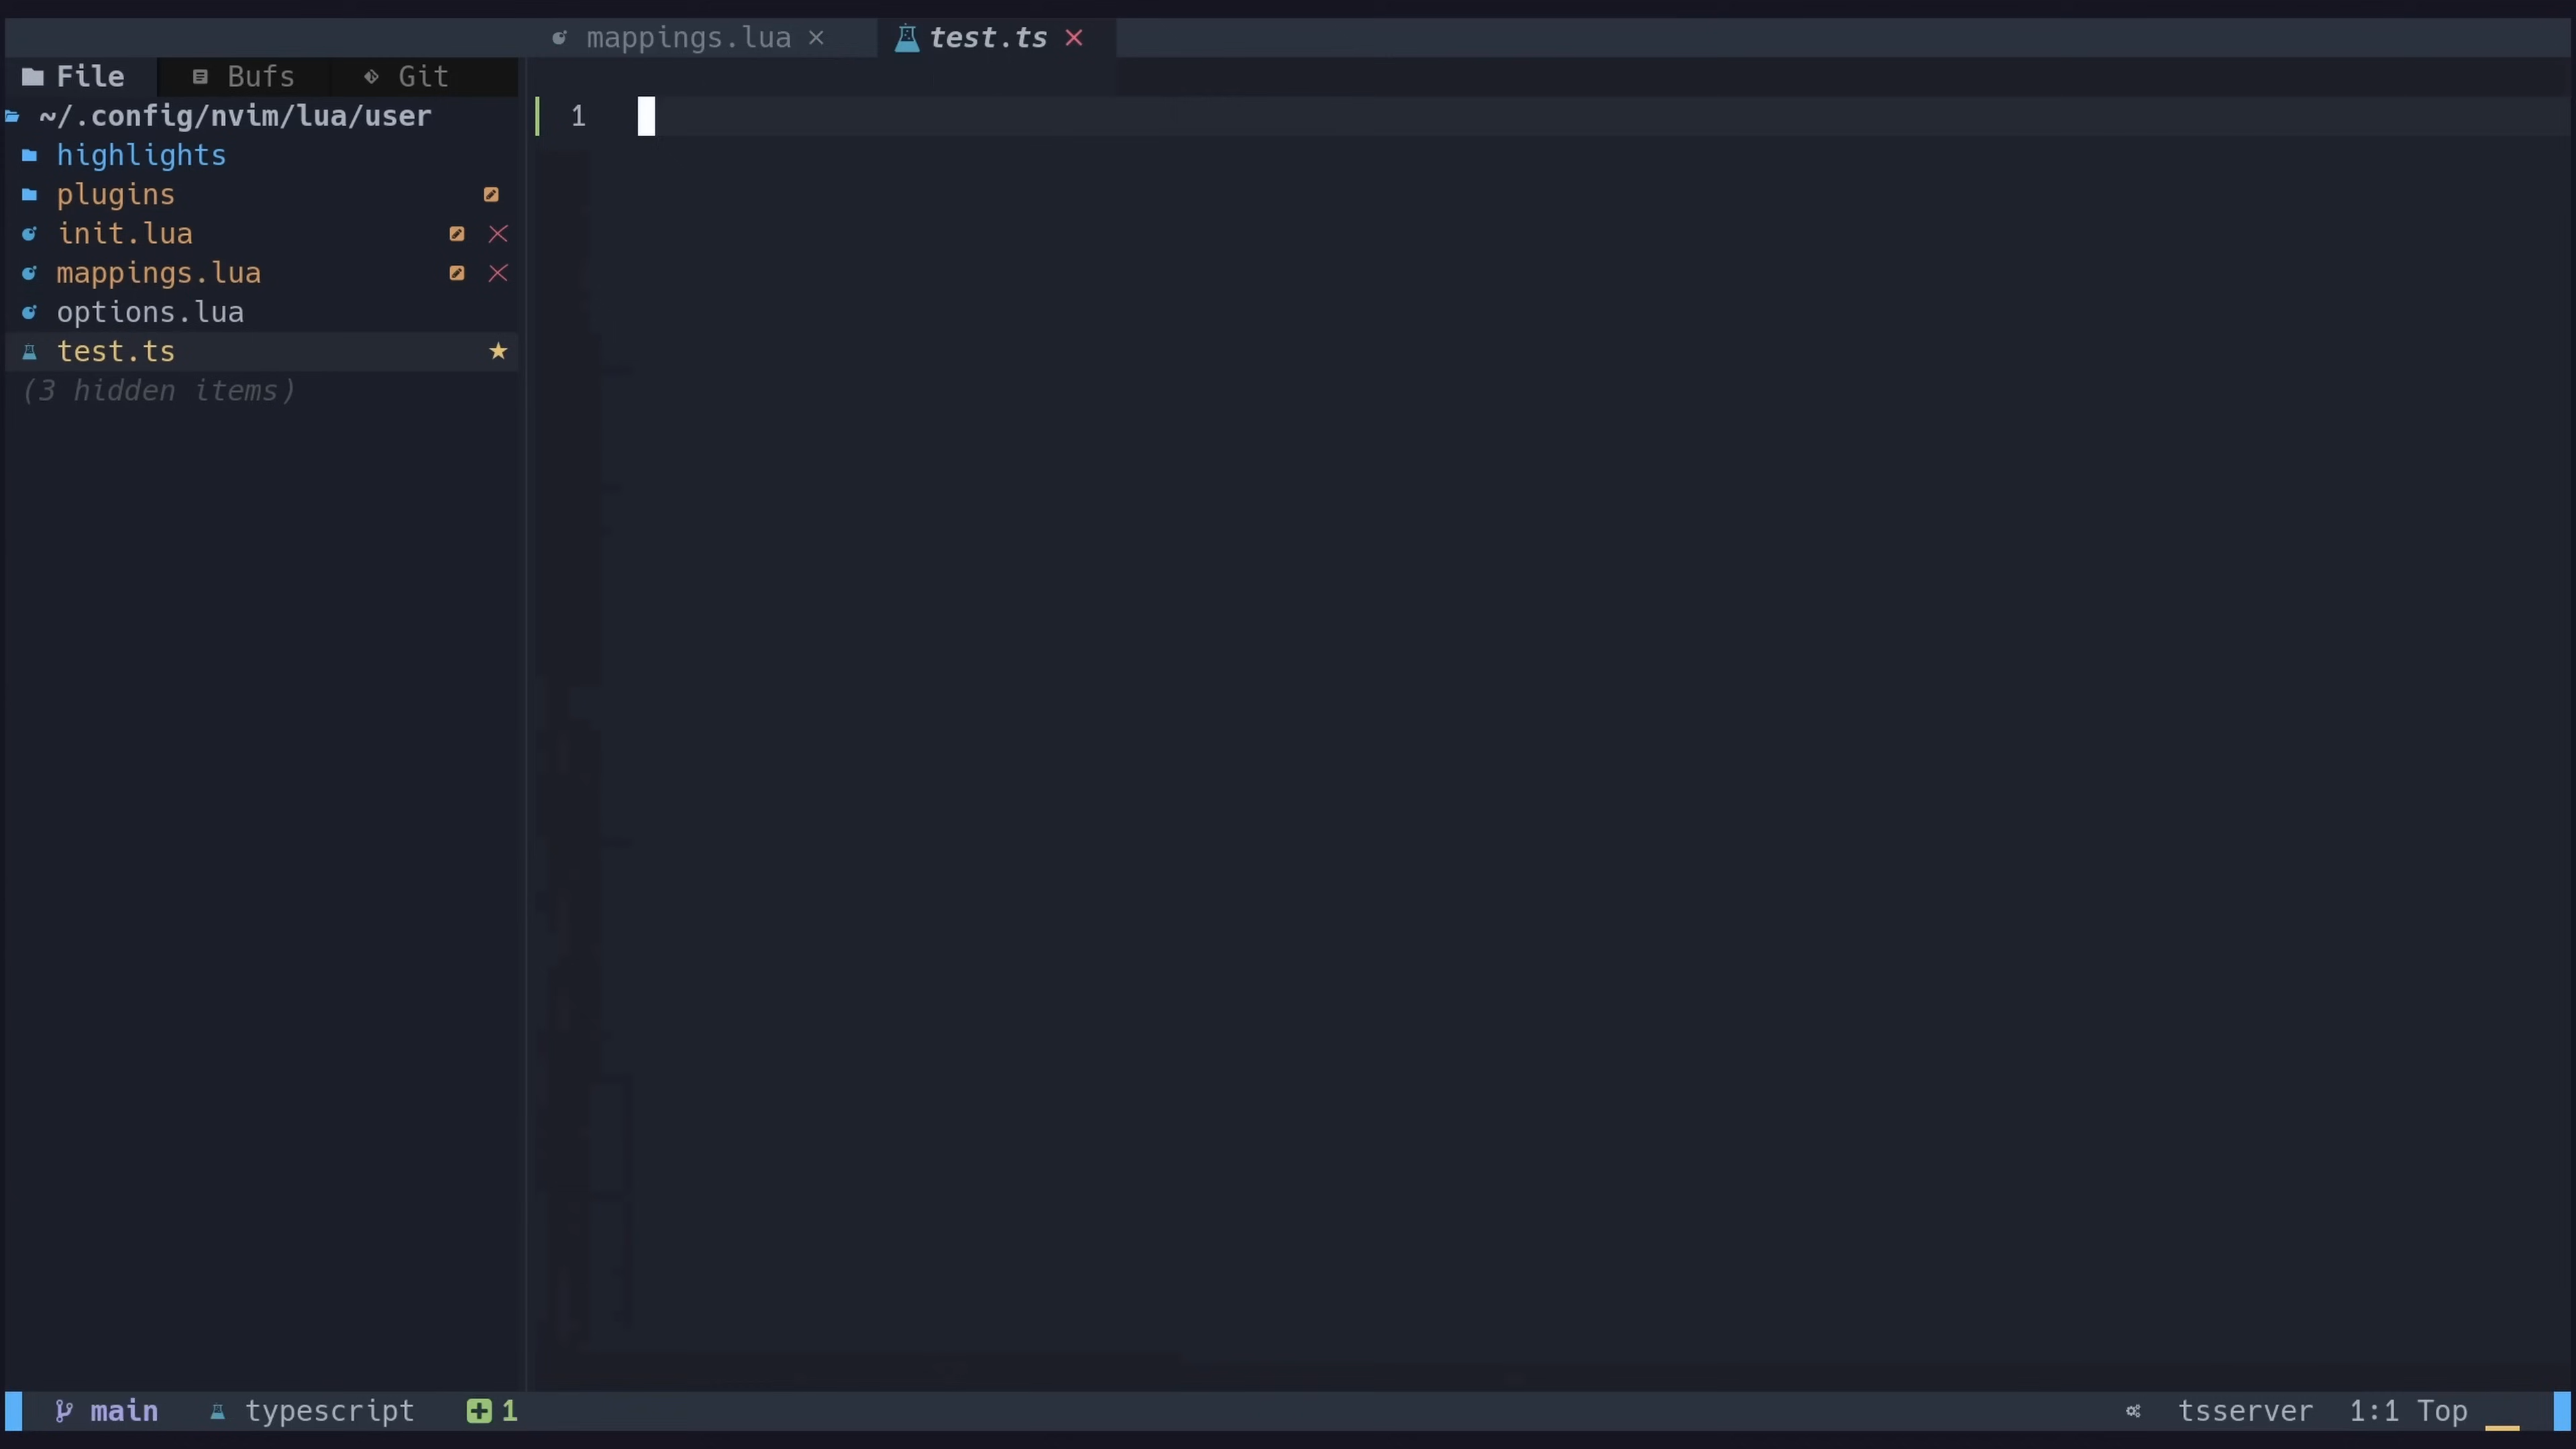 mappings.lua × test.ts ×
File Bufs Git
~/.config/nvim/lua/user
highlights
plugins
init.lua
mappings.lua
options.lua
test.ts ★
(3 hidden items)
1
main typescript 1 tsserver 1:1 Top